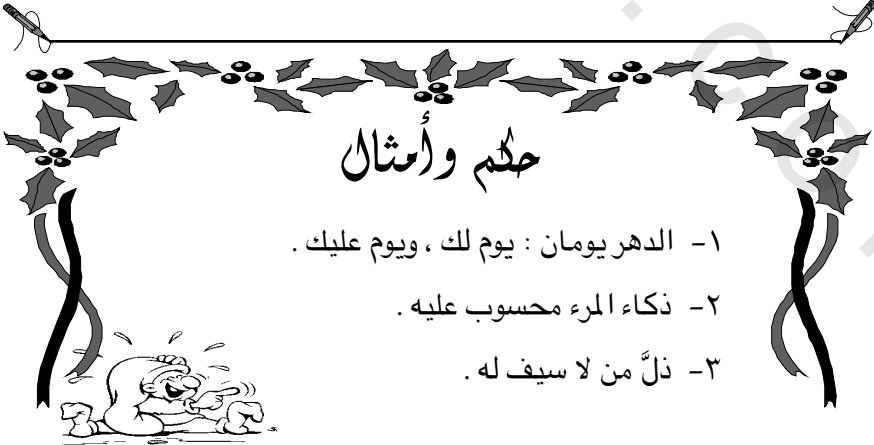 حكم وأمثال
١- الدهر يومان : يوم لك ، ويوم عليك .
٢- ذكاء المرء محسوب عليه .
٣- ذلَّ من لا سيف له .